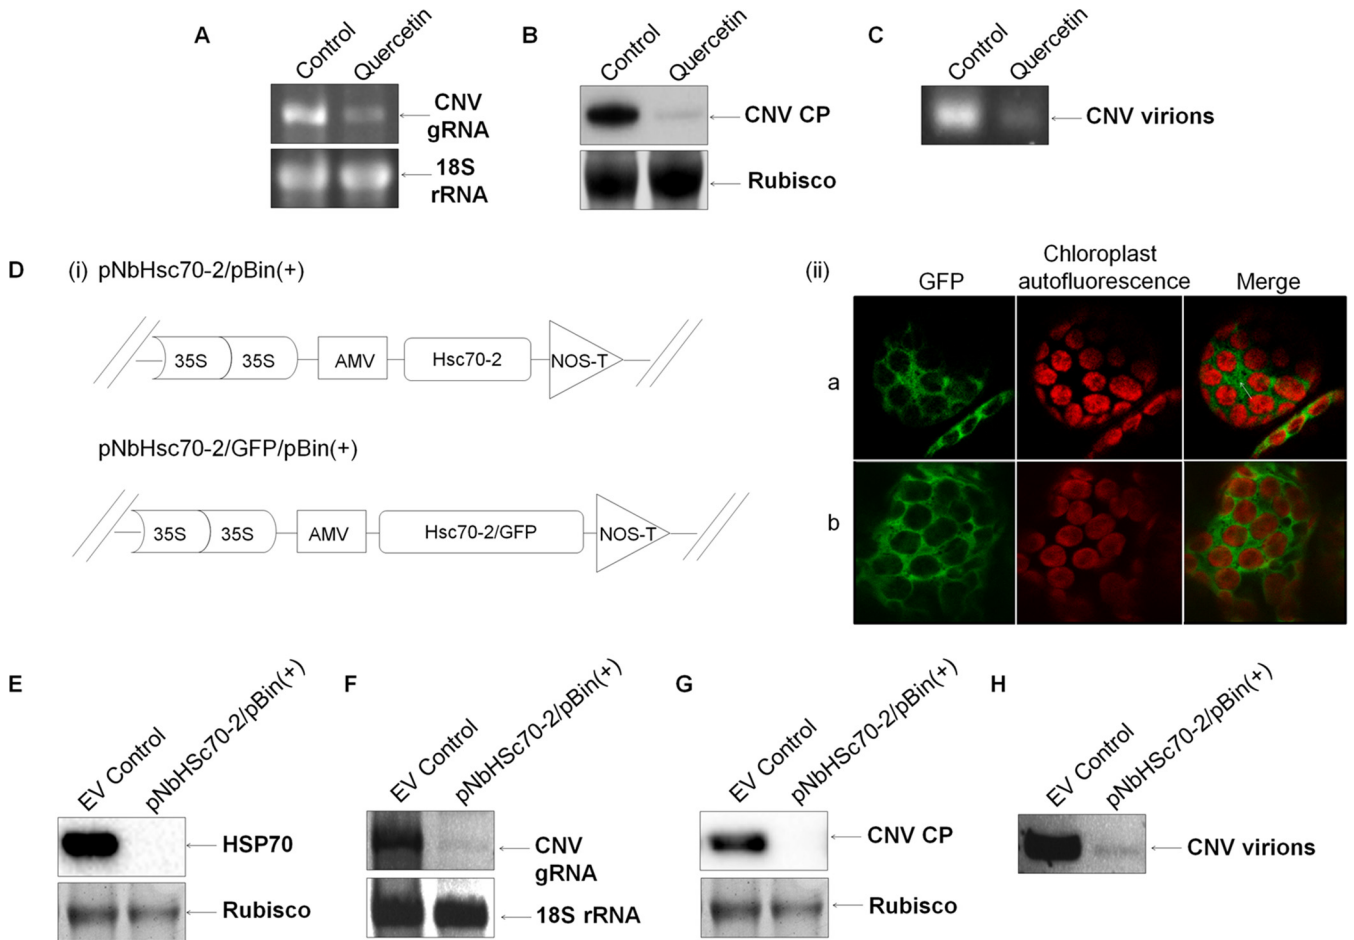 A
Control
Quercetin
CNV
gRNA
18S
rRNA
B
Control
Quercetin
CNV CP
Rubisco
C
Control
Quercetin
CNV virions
D
(i) pNbHsc70-2/pBin(+)
35S 35S AMV Hsc70-2 NOS-T
pNbHsc70-2/GFP/pBin(+)
35S 35S AMV Hsc70-2/GFP NOS-T
(ii)
GFP
Chloroplast
autofluorescence
Merge
a
b
E
EV Control
pNbHSc70-2/pBin(+)
HSP70
Rubisco
F
EV Control
pNbHSc70-2/pBin(+)
CNV
gRNA
18S rRNA
G
EV Control
pNbHSc70-2/pBin(+)
CNV CP
Rubisco
H
EV Control
pNbHSc70-2/pBin(+)
CNV virions